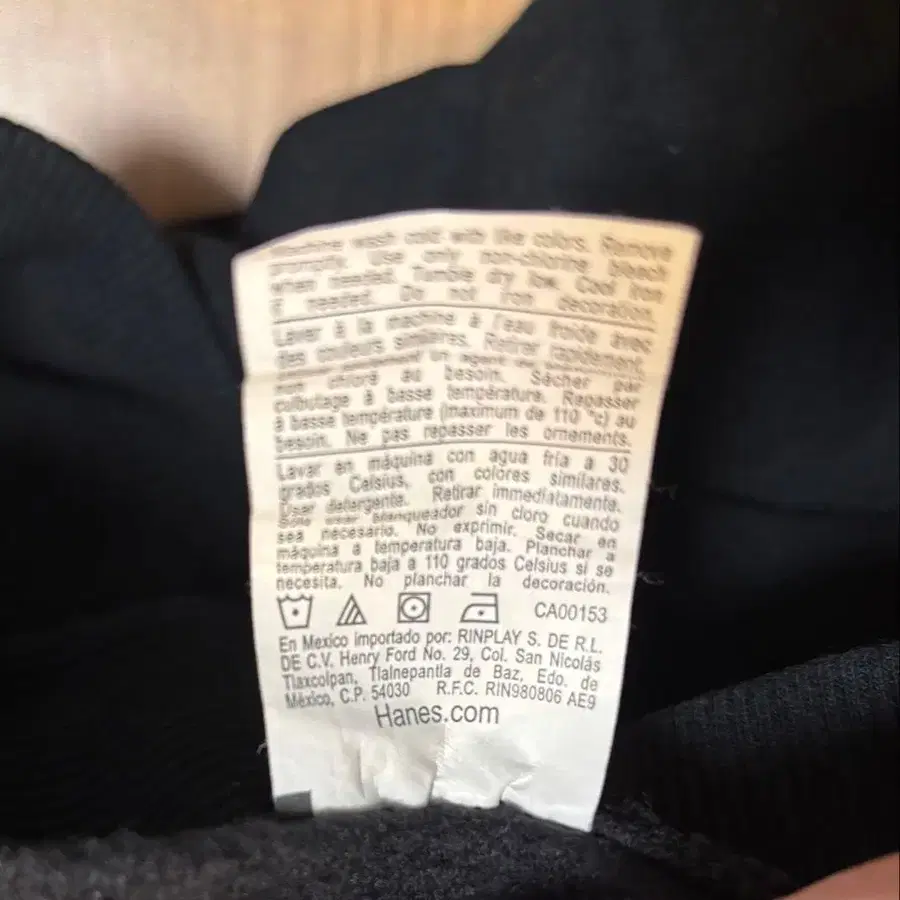 machine wash cold with like colors. Remove
promptly. Use only non-chlorine bleach
when needed. Tumble dry low. Cool iron
if needed. Do not iron decoration.
Laver à la machine à l'eau froide avec
des couleurs similaires. Retirer rapidement.
un agent
non chloré au besoin. Sécher par
culbutage à basse température. Repasser
à basse température (maximum de 110 °c) au
besoin. Ne pas repasser les ornements.
Lavar en máquina con agua fría a 30
grados Celsius, con colores similares.
Usar detergente. Retirar immediatamente.
Sólo usar blanqueador sin cloro cuando
sea necesario. No exprimir. Secar en
máquina a temperatura baja. Planchar a
temperatura baja a 110 grados Celsius si se
necesita. No planchar la decoración.
CA00153
En Mexico importado por: RINPLAY S. DE R.L.
DE C.V. Henry Ford No. 29, Col. San Nicolás
Tlaxcolpan, Tlalnepantla de Baz, Edo. de
México, C.P. 54030 R.F.C. RIN980806 AE9
Hanes.com